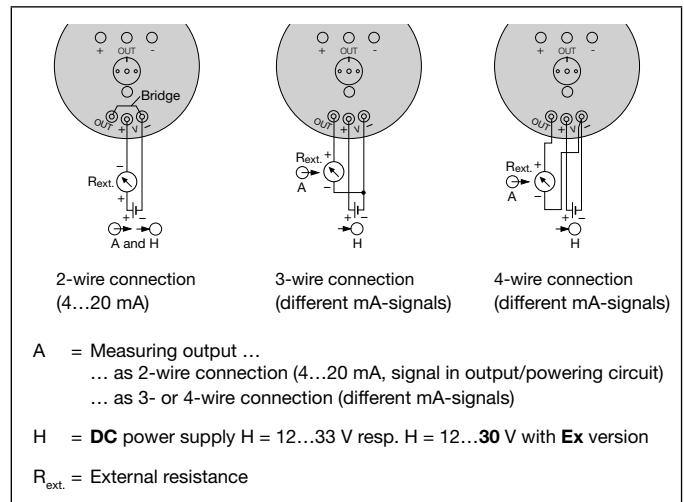 + OUT -
Bridge
OUT + V −
−
Rext.
+
+ −
A and H
2-wire connection
(4…20 mA)
+ OUT -
OUT + V −
Rext. +
A −
+ −
H
3-wire connection
(different mA-signals)
+ OUT -
OUT + V −
Rext. +
A −
+ −
H
4-wire connection
(different mA-signals)
A = Measuring output …
… as 2-wire connection (4…20 mA, signal in output/powering circuit)
… as 3- or 4-wire connection (different mA-signals)
H = DC power supply H = 12…33 V resp. H = 12…30 V with Ex version
Rext. = External resistance